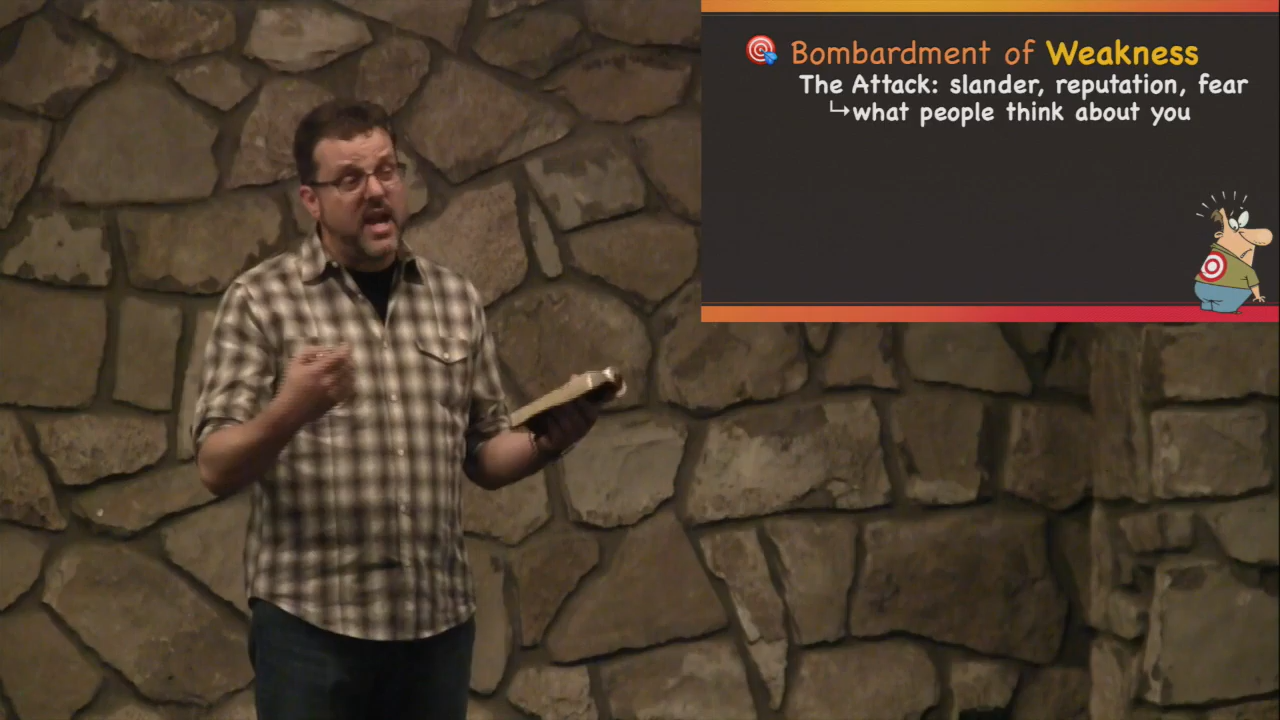 Bombardment of Weakness
The Attack: slander, reputation, fear
↳what people think about you